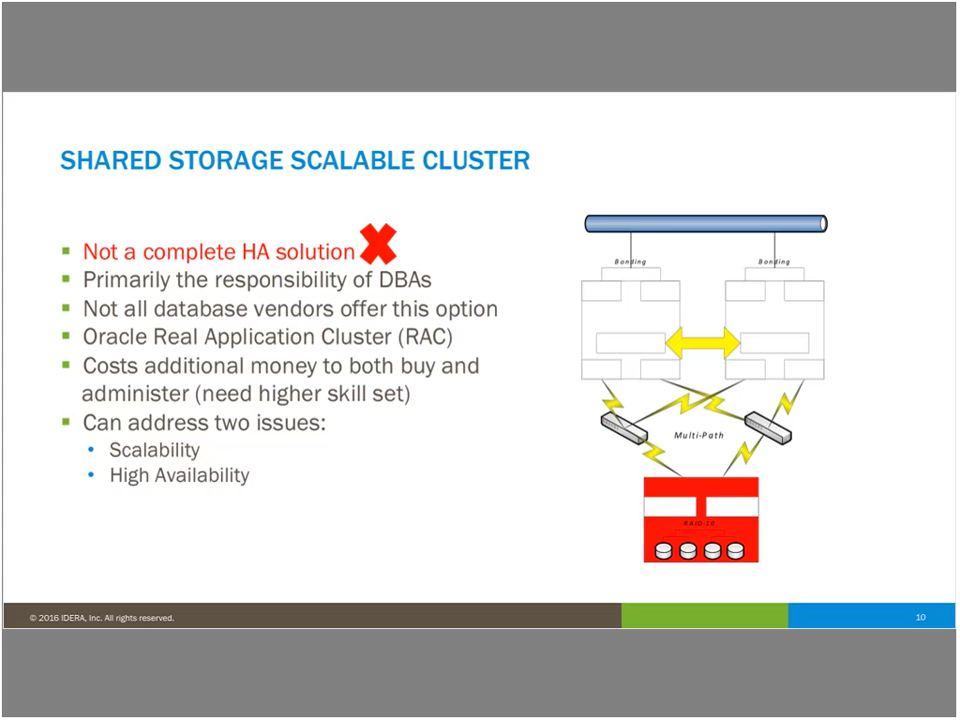 SHARED STORAGE SCALABLE CLUSTER
Not a complete HA solution
Primarily the responsibility of DBAs
Not all database vendors offer this option
Oracle Real Application Cluster (RAC)
Costs additional money to both buy and
administer (need higher skill set)
Can address two issues:
Scalability
High Availability
Bonding
Bonding
Multi-Path
RAID-10
© 2016 IDERA, Inc. All rights reserved.
10